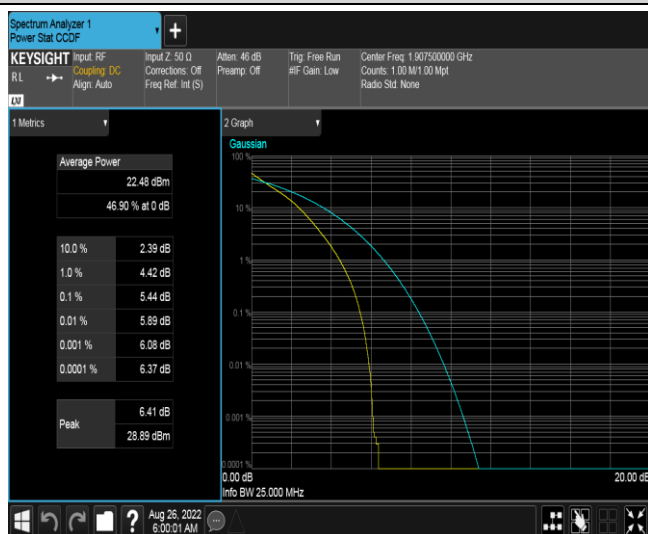 Spectrum Analyzer 1
Power Stat CCDF
KEYSIGHT
RL
LXI
Input: RF
Coupling: DC
Align: Auto
Input Z: 50 Ω
Corrections: Off
Freq Ref: Int (S)
Atten: 46 dB
Preamp: Off
Trig: Free Run
#IF Gain: Low
Center Freq: 1.907500000 GHz
Counts: 1.00 M/1.00 Mpt
Radio Std: None
1 Metrics
Average Power
22.48 dBm
46.90 % at 0 dB
10.0 % 2.39 dB
1.0 % 4.42 dB
0.1 % 5.44 dB
0.01 % 5.89 dB
0.001 % 6.08 dB
0.0001 % 6.37 dB
Peak
6.41 dB
28.89 dBm
2 Graph
Gaussian
100 %
10 %
1 %
0.1 %
0.01 %
0.001 %
0.0001 %
0.00 dB
20.00 dB
Info BW 25.000 MHz
?
Aug 26, 2022
6:00:01 AM